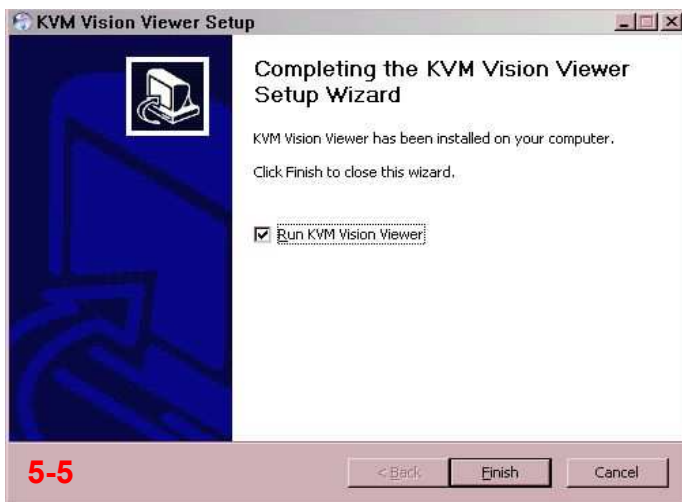 KVM Vision Viewer Setup
Completing the KVM Vision Viewer
Setup Wizard
KVM Vision Viewer has been installed on your computer.
Click Finish to close this wizard.
Run KVM Vision Viewer
5-5
< Back
Finish
Cancel